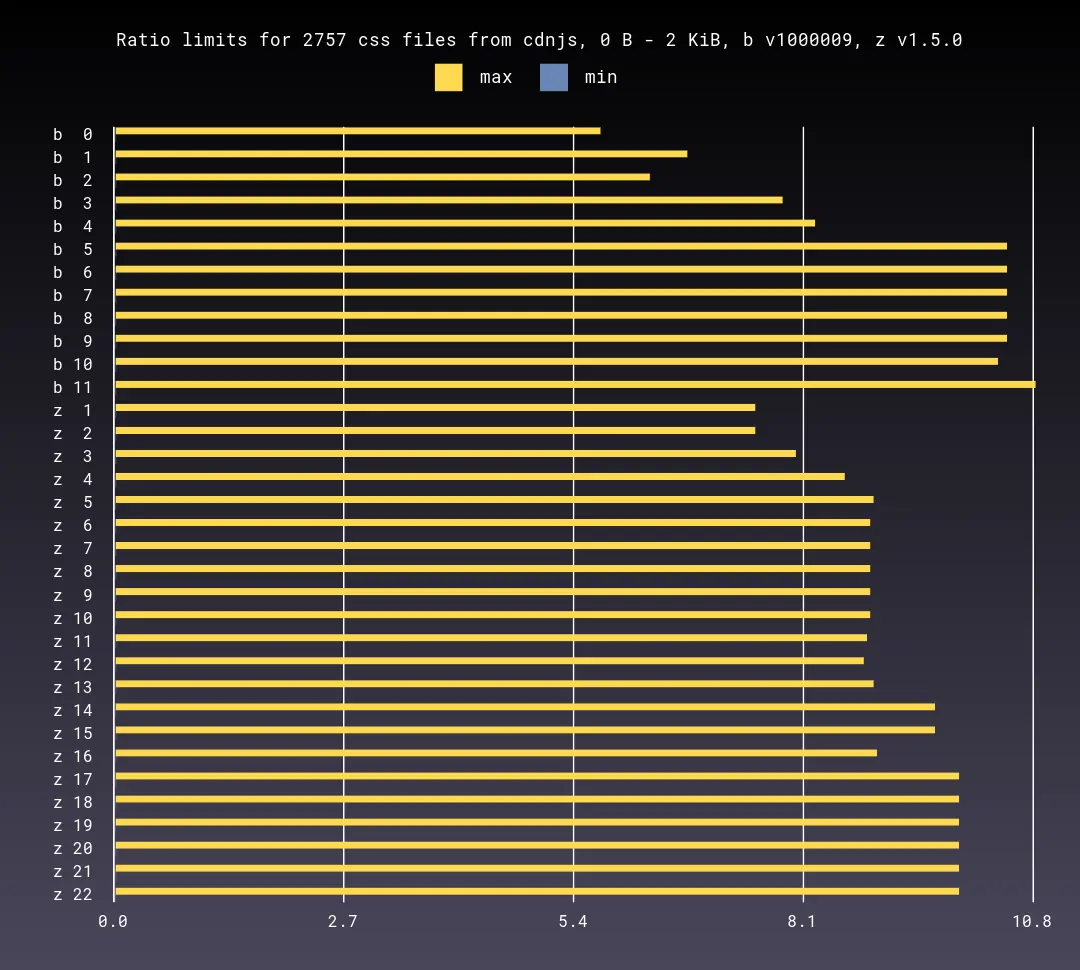 Ratio limits for 2757 css files from cdnjs, 0 B - 2 KiB, b v1000009, z v1.5.0
max min
b 0
b 1
b 2
b 3
b 4
b 5
b 6
b 7
b 8
b 9
b 10
b 11
z 1
z 2
z 3
z 4
z 5
z 6
z 7
z 8
z 9
z 10
z 11
z 12
z 13
z 14
z 15
z 16
z 17
z 18
z 19
z 20
z 21
z 22
0.0 2.7 5.4 8.1 10.8